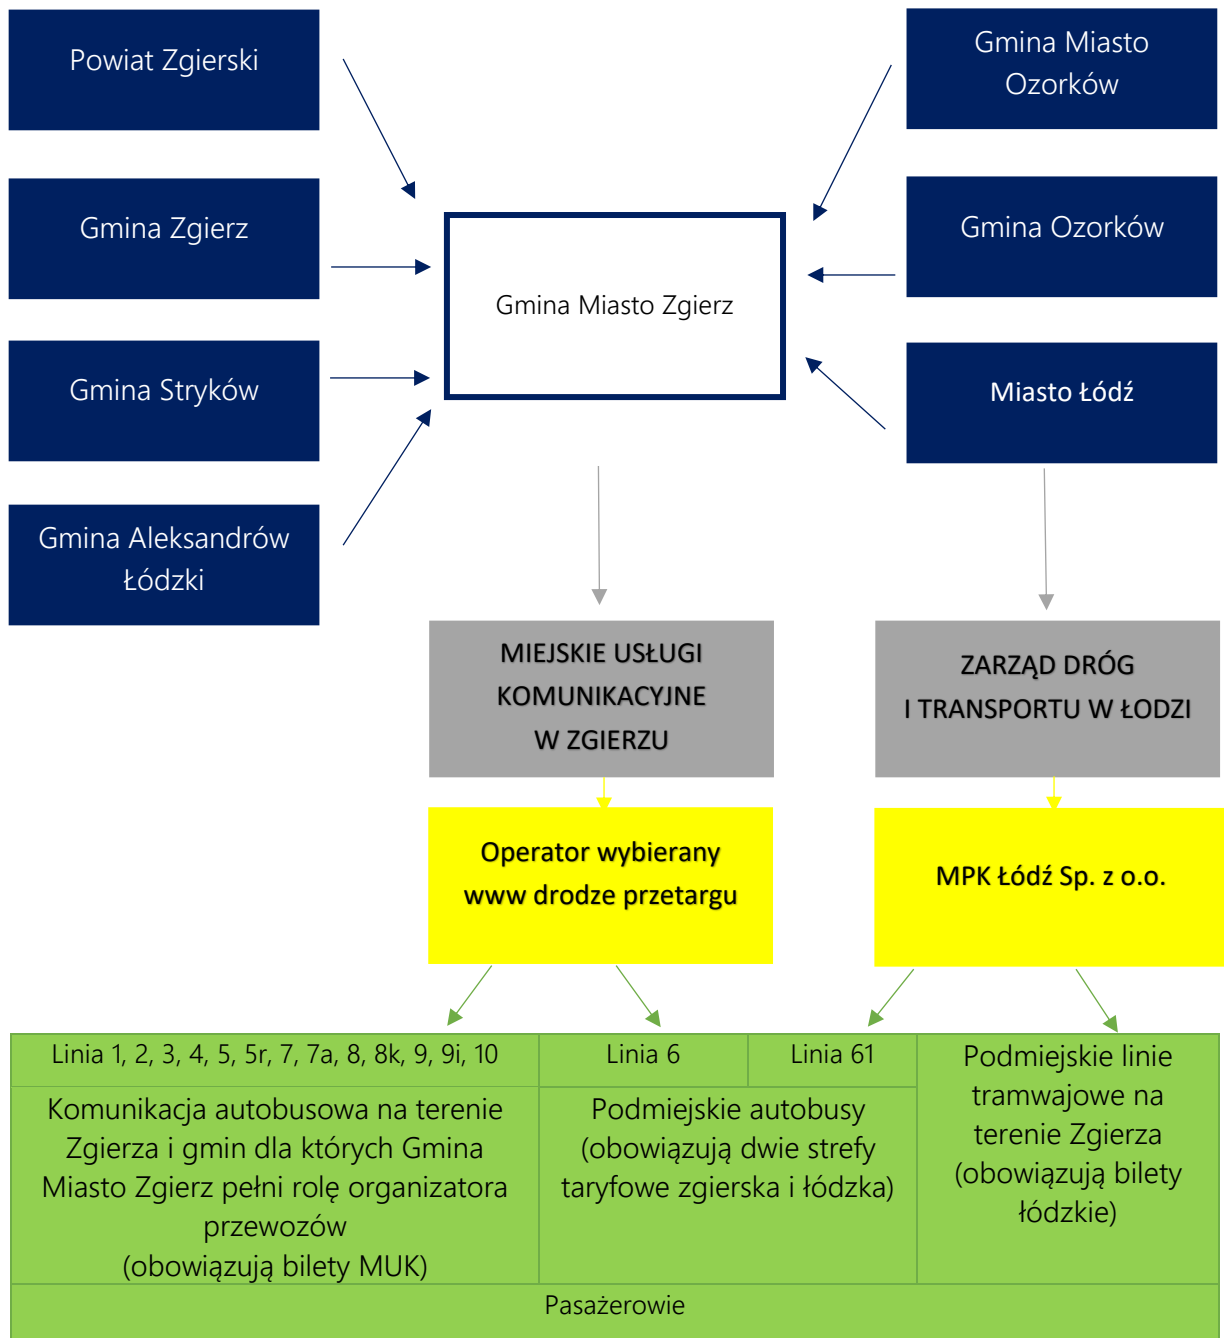 Powiat Zgierski
Gmina Miasto
Ozorków
Gmina Zgierz
Gmina Ozorków
Gmina Miasto Zgierz
Gmina Stryków
Miasto Łódź
Gmina Aleksandrów
Łódzki
MIEJSKIE USŁUGI
KOMUNIKACYJNE
W ZGIERZU
ZARZĄD DRÓG
I TRANSPORTU W ŁODZI
Operator wybierany
www drodze przetargu
MPK Łódź Sp. z o.o.
Linia 1, 2, 3, 4, 5, 5r, 7, 7a, 8, 8k, 9, 9i, 10
Linia 6
Linia 61
Komunikacja autobusowa na terenie
Zgierza i gmin dla których Gmina
Miasto Zgierz pełni rolę organizatora
przewozów
(obowiązują bilety MUK)
Podmiejskie autobusy
(obowiązują dwie strefy
taryfowe zgierska i łódzka)
Podmiejskie linie
tramwajowe na
terenie Zgierza
(obowiązują bilety
łódzkie)
Pasażerowie